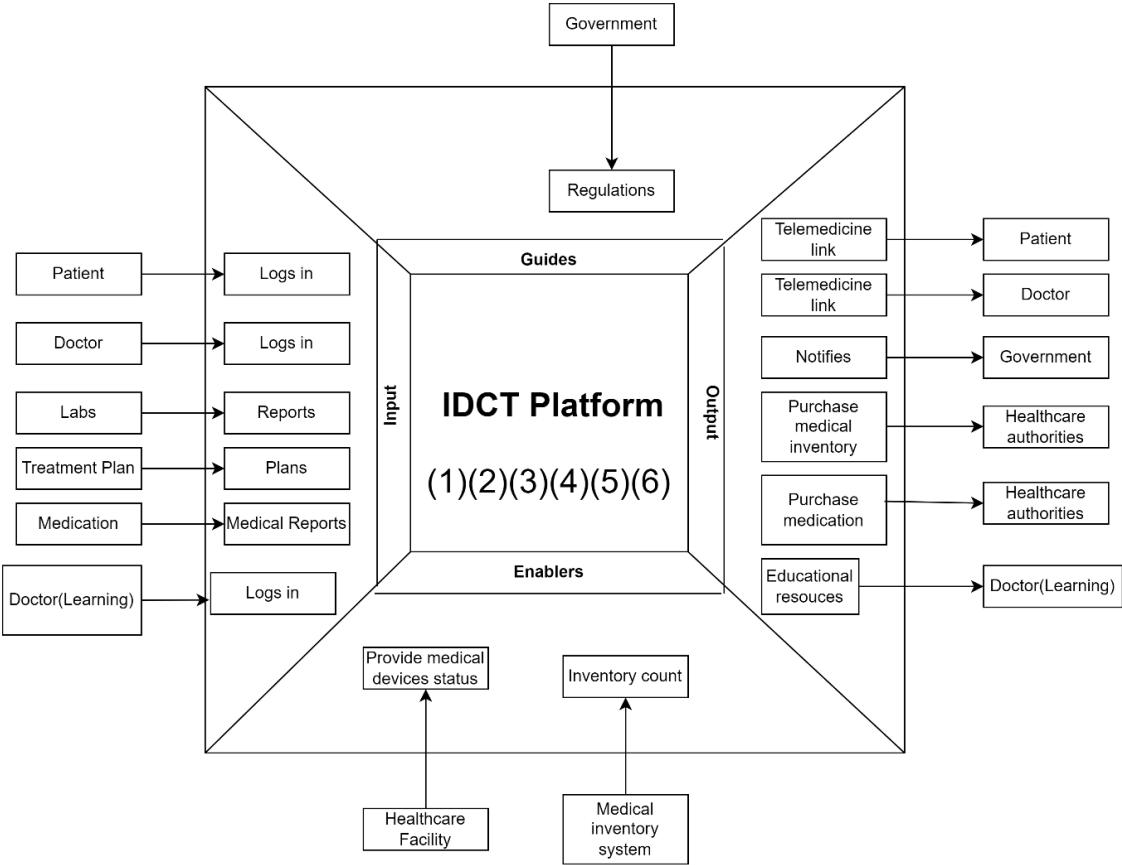 Government
Regulations
Guides
Patient
Logs in
Doctor
Logs in
Labs
Reports
Treatment Plan
Plans
Medication
Medical Reports
Doctor(Learning)
Logs in
Input
IDCT Platform
(1)(2)(3)(4)(5)(6)
Output
Telemedicine
link
Patient
Telemedicine
link
Doctor
Notifies
Government
Purchase
medical
inventory
Healthcare
authorities
Purchase
medication
Healthcare
authorities
Educational
resouces
Doctor(Learning)
Enablers
Provide medical
devices status
Inventory count
Healthcare
Facility
Medical
inventory
system